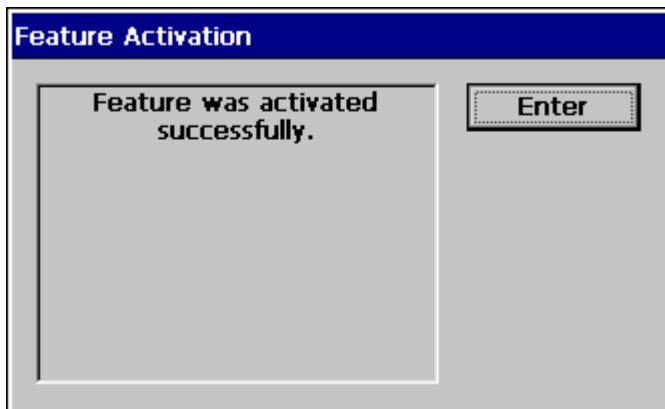 Feature Activation
Feature was activated
successfully.
Enter